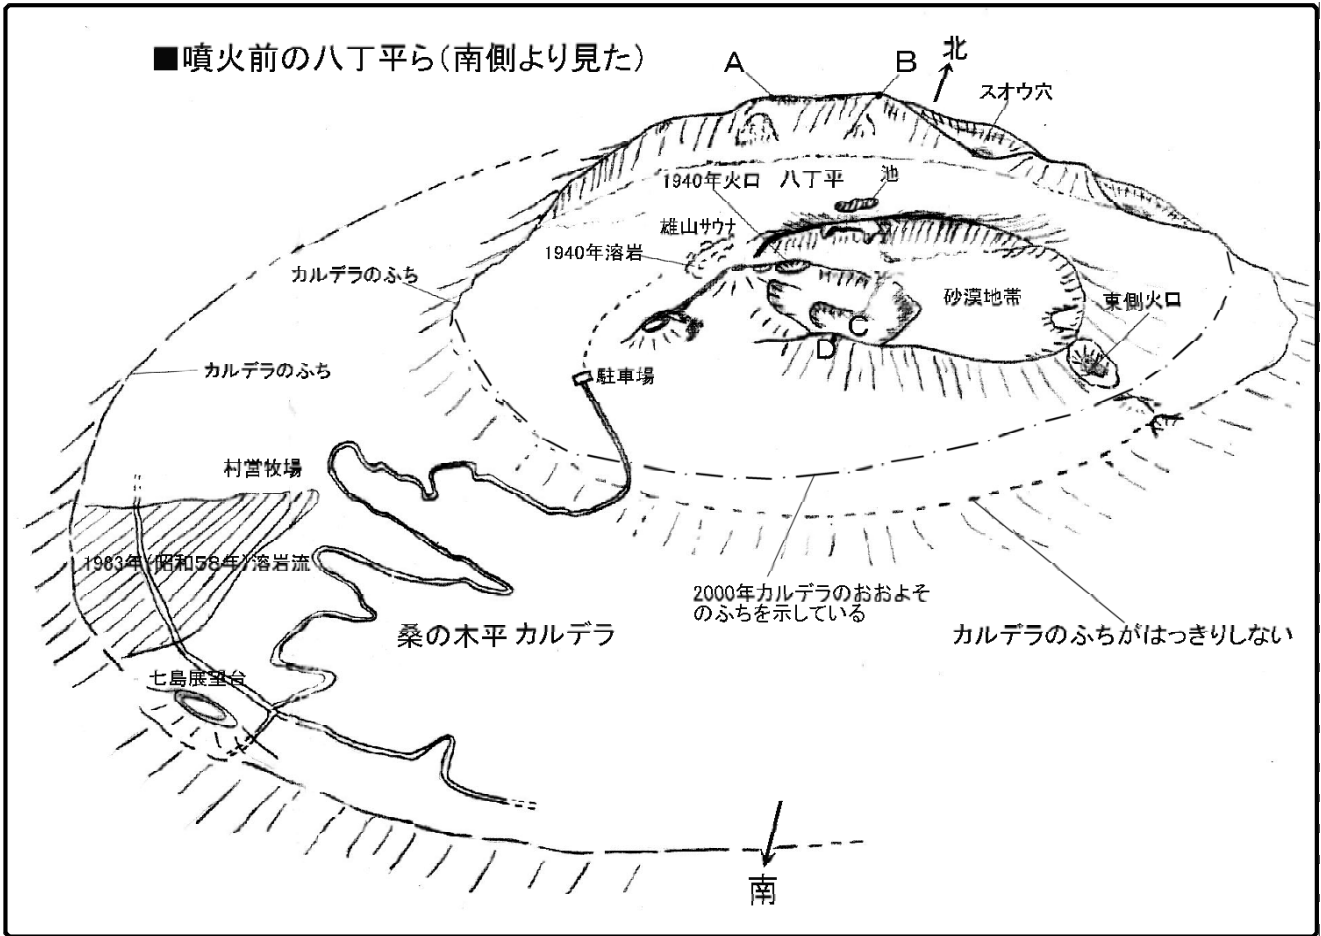 ■噴火前の八丁平ら(南側より見た)
A
B
北
スオウ穴
1940年火口
八丁平
池
雄山サウナ
1940年溶岩
カルデラのふち
砂漠地帯
東側火口
C
D
カルデラのふち
駐車場
村営牧場
1983年(昭和58年)溶岩流
2000年カルデラのおおよそ
のふちを示している
桑の木平カルデラ
カルデラのふちがはっきりしない
七島展望台
南